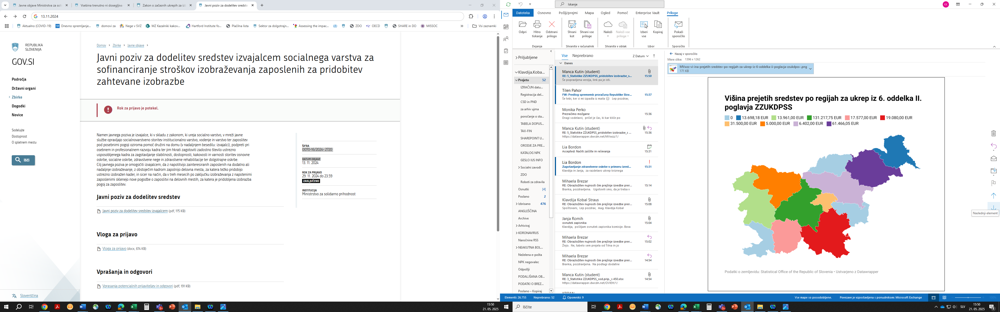 Javne objave Ministrstva za soli
Vsebina trenutno ni dosegljiva
Zakon o začasnih ukrepih za izb
Javni poziv za dodelitev sredste
13.11.2024
Aktualno (COVID-19)
Dnevno spremljanje...
domovi za
Nege v SVZ
MZ Kazalniki kakov...
Hartford Institute fo...
Plačilna lista
Sektor za dolgotrajn...
Assessing the impac...
ZDO
OECD
SHARE in DO
MISSOC
Vsi zaznamki
REPUBLIKA
SLOVENIJA
GOV.SI
Področja
Državni organi
Zbirke
Dogodki
Novice
Sodelujte
Dostopnost
O spletnem mestu
Išči
Slovenščina
Domov > Zbirke > Javne objave >
Javni poziv za dodelitev sredstev izvajalcem socialnega varstva za
sofinanciranje stroškov izobraževanja zaposlenih za pridobitev
zahtevane izobrazbe
Rok za prijavo je potekel.
Namen javnega poziva je izvajalce, ki v skladu z zakonom, ki ureja socialno varstvo, v mreži javne
službe opravljajo socialnovarstveno storitev institucionalno varstvo, vodenje in varstvo ter zaposlitev
pod posebnimi pogoji oziroma pomoč družini na domu (v nadaljnjem besedilu: izvajalci), podpreti pri
osebnem in profesionalnem razvoju kadra ter jim hkrati zagotoviti zadostno število ustrezno
usposobljenega kadra za zagotavljanje stabilnosti, dostopnosti, kakovosti in varnosti storitev osnovne
oskrbe, socialne oskrbe, zdravstvene nege in zdravstvene rehabilitacije ter dolgotrajne oskrbe.
Cilj javnega poziva je omogočiti izvajalcem, da z napotitvijo zainteresiranih zaposlenih na dodatno ali
nadaljnje izobraževanje, z obstoječim kadrom zapolnijo delovna mesta, za katera težko pridobijo
ustrezno izobražen kader, in sicer na način, da v treh mesecih po zaključku izobraževanja z napotenimi
zaposlenimi sklenejo nove pogodbe o zaposlitvi na delovnih mestih, za katera je pridobljena izobrazba
pogoj za zaposlitev.
ŠIFRA
0070-16/2024- 2720
DATUM OBJAVE
13. 11. 2024
ROK ZA PRIJAVO
29. 11. 2024 do 23.59
ZAKLJUČENO
INSTITUCIJA
Ministrstvo za solidarno prihodnost
Javni poziv za dodelitev sredstev
Javni poziv za dodelitev sredstev izvajalcem (pdf, 175 KB)
Vloga za prijavo
Vloga za prijavo (docx, 674 KB)
Vprašanja in odgovori
Vprasanja potencialnih prijaviteljev in odgovori (pdf, 191 KB)
15:50
21. 05. 2025
Iskanje
KK
Datoteka
Osnovno
Pošlji/prejmi
Mapa
Ogled
Pomoč
Enterprise Vault
Priloge
Odpri
Hitro
tiskanje
Odstrani
prilogo
Shrani
kot
Shrani vse
priloge
Naloži
Naloži vse
priloge
Izberi
vse
Kopiraj
Pokaži
sporočilo
Dejanja
Shranite v računalnik
Shranite v oblak
Izbor
Sporočilo
Priljubljene
Klavdija.Koba...
Prejeto 52
IZRAČUN datu...
Registracija del...
CSD in PND
za arhiv ujma
poročanje o sta...
TABELA DOPUS...
TAX-FIN
SHAREPOINT U...
ORODJE ZA PRE...
KATALOG NPK
GESLO IUS INFO
Socialni zavodi
ZDO
Roboti za zdravila
Osnutki [4]
Poslano 2
Izbrisano 476
ANGLEŠČINA
Archive
Arhiviraj
KORONAVIRUS
Naročnine RSS
NEAKUTNA BOL...
Neželena e-pošta
NPK negovalec
Odpošlji
PODALJŠANA OB...
PODATKI O BREZ...
Poslano – Kopiraj
Vse
Neprebrano
Z Datum
Danes
Manca Kutin (student)
RE: 5_Statistike ZZUKDPSS_pridobitev izobrazbe_s... 15:50
Še popravljena verzija, link pa je isti.
Tilen Pahor
FW: Predlog sprememb proračuna Republike Slov... 15:37
Še tebi, ker si mi izpadla iz maila ☹ Lep pozdrav,
Monika Perko
Prezračimo možgane 15:36
Dragi sodelavci, prišel je čas, ki kar kliče po
Manca Kutin (student)
RE: 5_Statistike ZZUKDPSS_pridobitev izobrazbe_s ... 15:36
https://datawrapper.dwcdn.net/MVwzz/1/
Lia Bordon
Accepted: Načrti zaščite in reševanja 15:31
Lia Bordon
Zagotavljanje zdravstvene oskrbe v primeru izred... 15:31
Klavdija in Janja, za razdelavo ukrep kriznega
Mihaela Brezar
RE: Obrazložitev nujnosti čim prejšnje izvedbe prer... 15:14
Branka, pozdravljena. Ugotovili smo, da je treba v
Klavdija Kobal Straus
RE: Obrazložitev nujnosti čim prejšnje izvedbe prer... 15:08
Spoštovani, Lep pozdrav, mag. Klavdija Kobal
Janja Romih
osnutek zapisnika 15:04
Klavdija, pošiljam osnutek zapisnika komisije. Bova
Mihaela Brezar
RE: Obrazložitev nujnosti čim prejšnje izvedbe prer... 15:02
Živjo. Ne, tabelo sem prejela od Tilna in jo
Mihaela Brezar
RE: Obrazložitev nujnosti čim prejšnje izvedbe prer... 14:54
Branka, pozdravljena. Na podlagi dodatne
Manca Kutin (student)
RE: 3_Statistike ZZUKDPSS_sod.prip._s 450.xlsx 14:54
https://datawrapper.dwcdn.net/OVIEH/1/
Nazaj v sporočilo
Mere slike: 1396 x 1262
MVwzz-vi-ina-prejetih-sredstev-po-regijah-za-ukrep-iz-6-oddelka-ii-poglavja-zzukdpss-.png
171 KB
Višina prejetih sredstev po regijah za ukrep iz 6. oddelka II.
poglavja ZZUKDPSS
0 13.698,18 EUR 13.961,00 EUR 131.217,75 EUR 17.577,00 EUR 19.080,00 EUR
31.500,00 EUR 5.000,00 EUR 6.402,00 EUR 61.466,05 EUR
Podatki o zemljevidu: Statistical Office of the Republic of Slovenia • Ustvarjeno z Datawrapper
Naslednji element
Elementi: 26.755
Neprebrano: 52
Opomniki: 9
Vse mape so posodobljene.
Povezave je vzpostavljena s ponudnikom: Microsoft Exchange
Iščite
SLV
15:50
21. 05. 2025